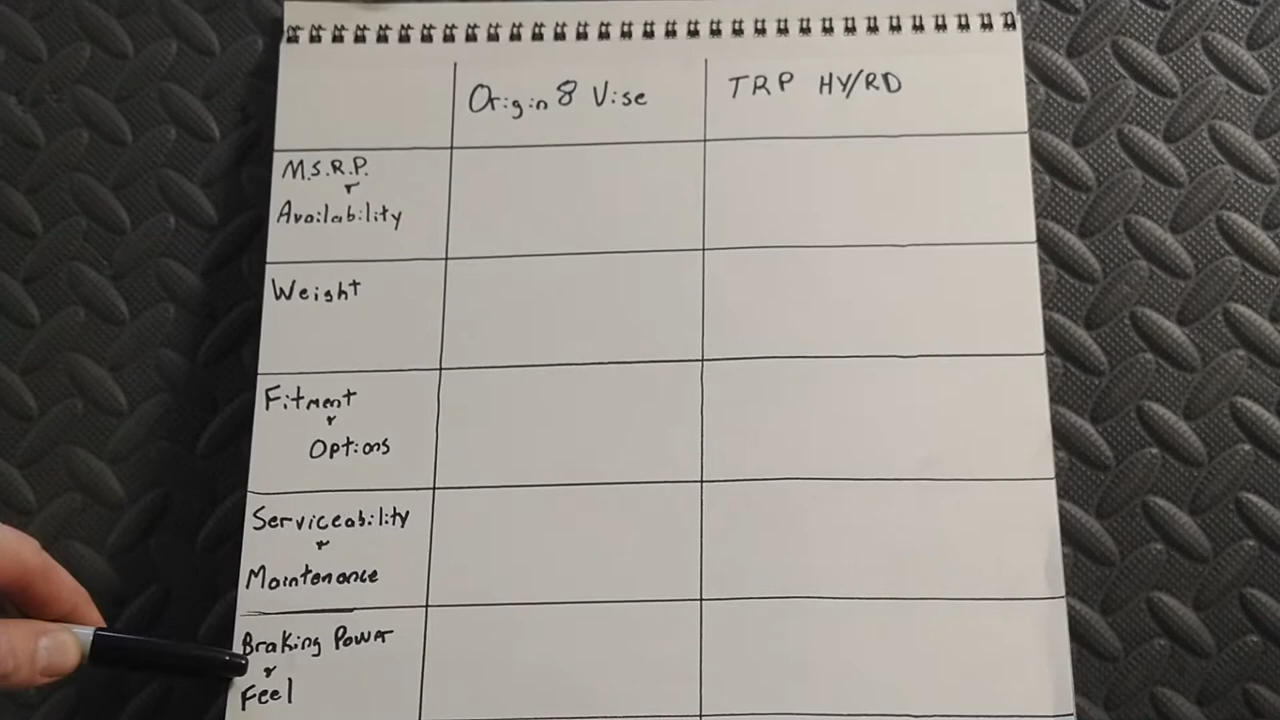 Origin 8 Vise
TRP HY/RD
M.S.R.P.
&
Availability
Weight
Fitment
&
Options
Serviceability
&
Maintenance
Braking Power
&
Feel